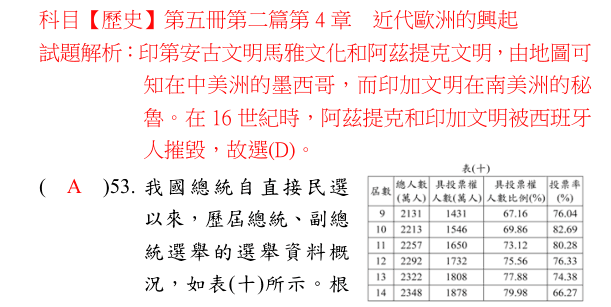 科目【歷史】第五冊第二篇第 4 章　近代歐洲的興起
試題解析：印第安古文明馬雅文化和阿茲提克文明，由地圖可
知在中美洲的墨西哥，而印加文明在南美洲的秘
魯。在 16 世紀時，阿茲提克和印加文明被西班牙
人摧毀，故選(D)。
( A )53. 我國總統自直接民選
以來，歷屆總統、副總
統選舉的選舉資料概
況，如表(十)所示。根
表(十)
屆數 總人數(萬人) 具投票權人數(萬人) 具投票權人數比例(%) 投票率(%)
9 2131 1431 67.16 76.04
10 2213 1546 69.86 82.69
11 2257 1650 73.12 80.28
12 2292 1732 75.56 76.33
13 2322 1808 77.88 74.38
14 2348 1878 79.98 66.27